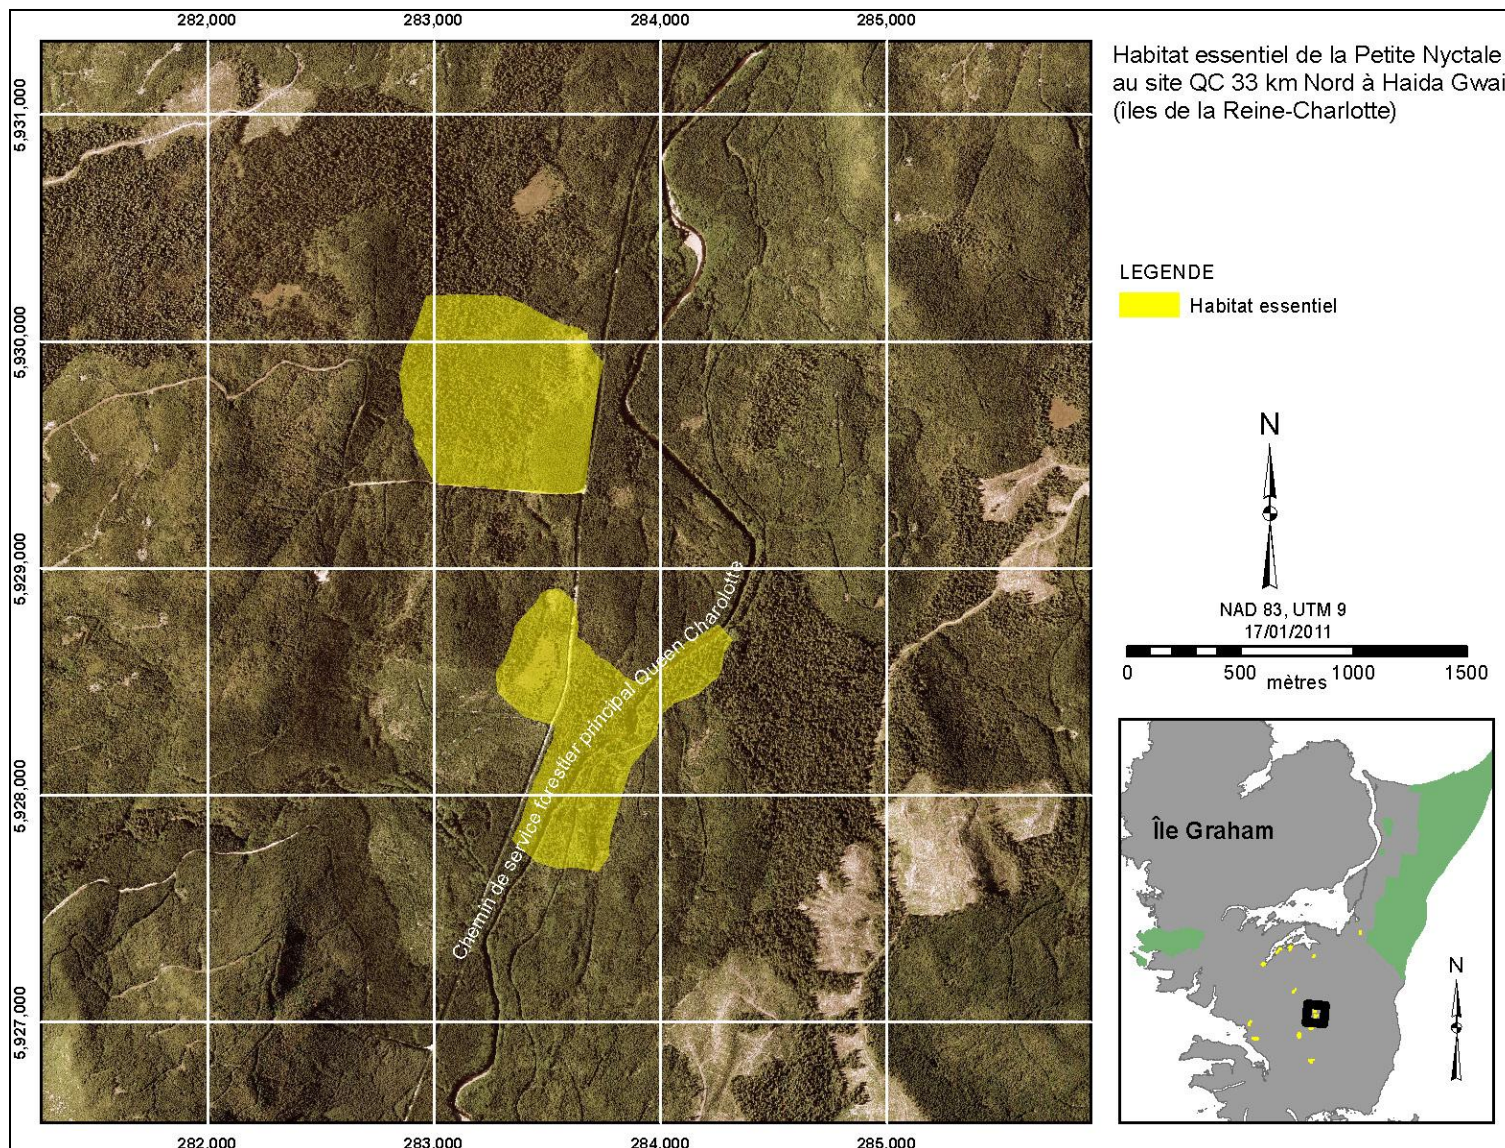 282,000 283,000 284,000 285,000
Habitat essentiel de la Petite Nyctale
au site QC 33 km Nord à Haida Gwai
(îles de la Reine-Charlotte)
5,931,000
5,930,000
5,929,000
5,928,000
5,927,000
LEGENDE
Habitat essentiel
N
NAD 83, UTM 9
17/01/2011
0 500 1000 1500
mètres
Chemin de service forestier principal Queen Charolotte
Île Graham
N
282,000 283,000 284,000 285,000